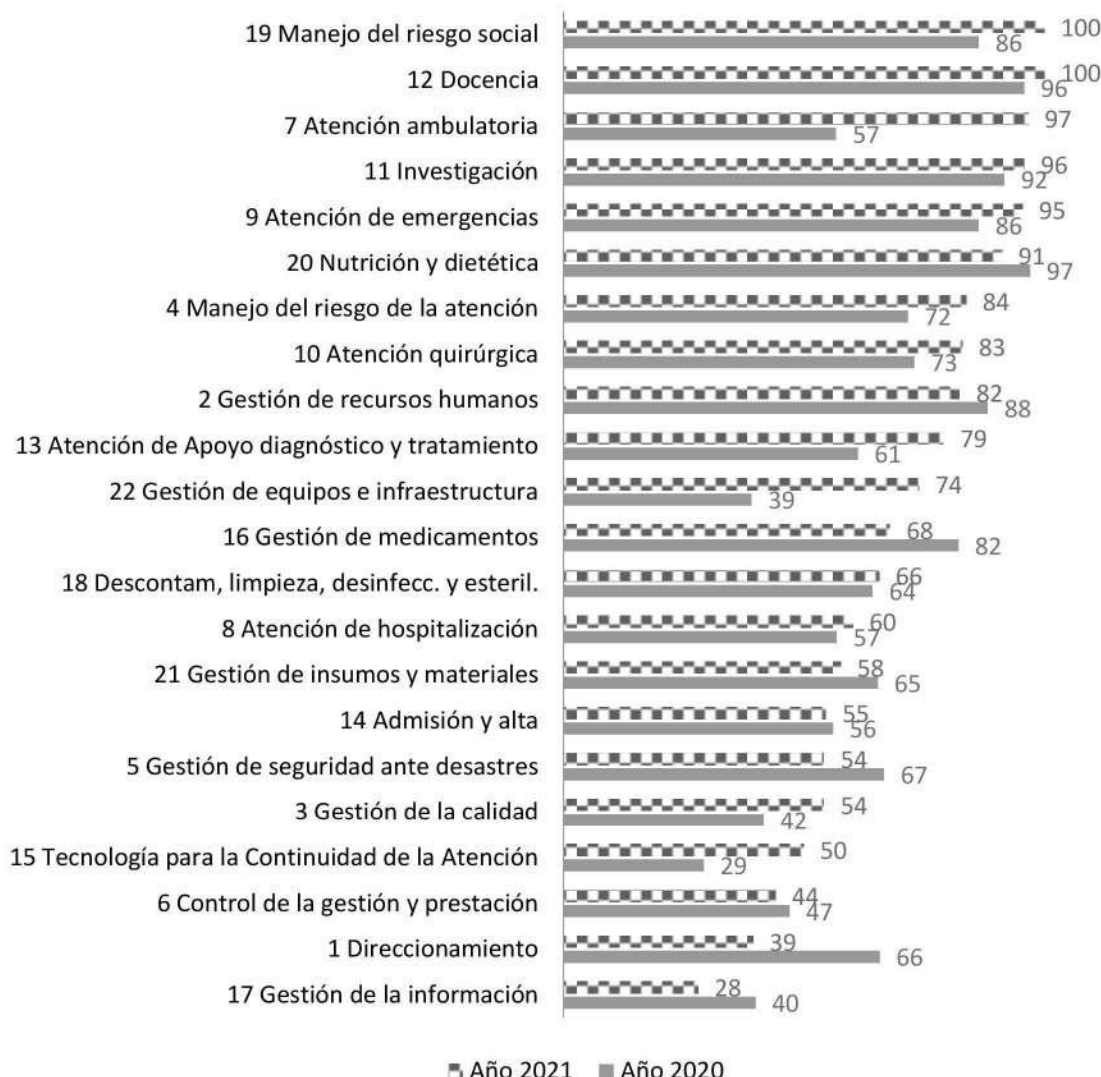 19 Manejo del riesgo social 100
86
12 Docencia 100
96
7 Atención ambulatoria 97
57
11 Investigación 96
92
9 Atención de emergencias 95
86
20 Nutrición y dietética 91
97
4 Manejo del riesgo de la atención 84
72
10 Atención quirúrgica 83
73
2 Gestión de recursos humanos 82
88
13 Atención de Apoyo diagnóstico y tratamiento 79
61
22 Gestión de equipos e infraestructura 74
39
16 Gestión de medicamentos 68
82
18 Descontam, limpieza, desinfecc. y esteril. 66
64
8 Atención de hospitalización 60
57
21 Gestión de insumos y materiales 58
65
14 Admisión y alta 55
56
5 Gestión de seguridad ante desastres 54
67
3 Gestión de la calidad 54
42
15 Tecnología para la Continuidad de la Atención 50
29
6 Control de la gestión y prestación 44
47
1 Direccionamiento 39
66
17 Gestión de la información 28
40
Año 2021 Año 2020